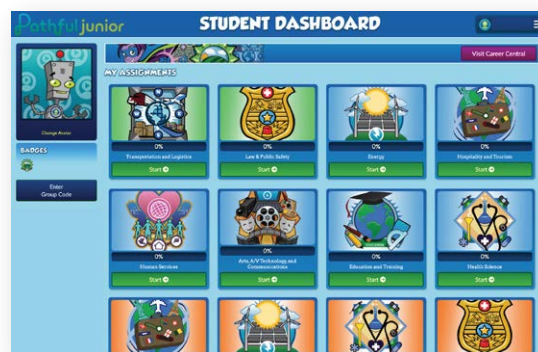 Pathful junior
STUDENT DASHBOARD
Visit Career Central
MY ASSIGNMENTS
Change Avatar
BADGES
Enter
Group Code
0%
0%
0%
0%
Transportation and Logistics
Law & Public Safety
Energy
Hospitality and Tourism
Start
Start
Start
Start
0%
0%
0%
0%
Human Services
Arts, A/V Technology and
Communications
Education and Training
Health Science
Start
Start
Start
Start